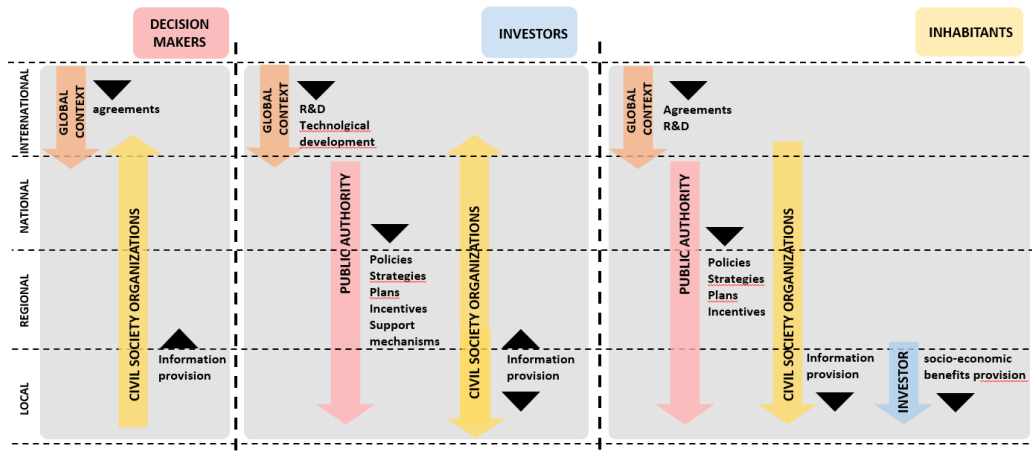 DECISION
MAKERS
INVESTORS
INHABITANTS
INTERNATIONAL
NATIONAL
REGIONAL
LOCAL
GLOBAL
CONTEXT
agreements
CIVIL SOCIETY ORGANIZATIONS
Information
provision
GLOBAL
CONTEXT
R&D
Technolgical
development
PUBLIC AUTHORITY
Policies
Strategies
Plans
Incentives
Support
mechanisms
CIVIL SOCIETY ORGANIZATIONS
Information
provision
GLOBAL
CONTEXT
Agreements
R&D
PUBLIC AUTHORITY
Policies
Strategies
Plans
Incentives
CIVIL SOCIETY ORGANIZATIONS
Information
provision
INVESTOR
socio-economic
benefits provision